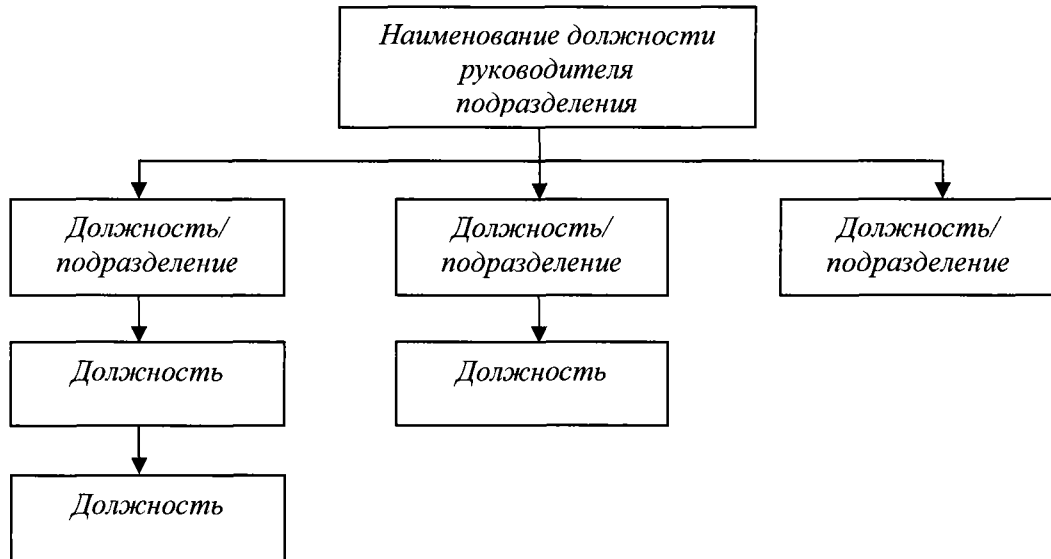 Наименование должности
руководителя
подразделения
Должность/
подразделение
Должность/
подразделение
Должность/
подразделение
Должность
Должность
Должность